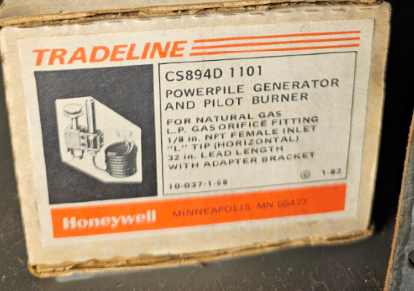 TRADELINE
CS894D 1101
POWERPILE GENERATOR
AND PILOT BURNER
FOR NATURAL GAS
L.P. GAS ORIFICE FITTING
1/8 in. NPT FEMALE INLET
"L" TIP (HORIZONTAL)
32 in. LEAD LENGTH
WITH ADAPTER BRACKET
10-037-1-68
G 1-82
Honeywell
MINNEAPOLIS, MN 55422